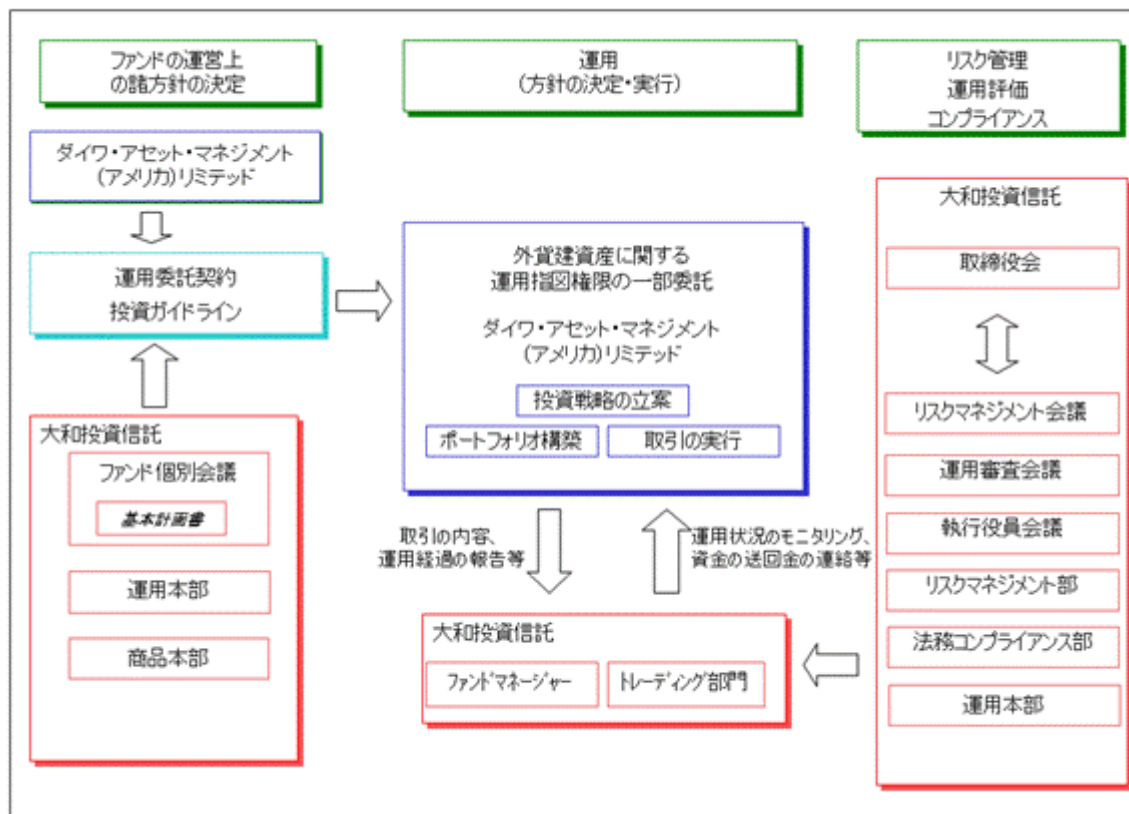 ファンドの運営上
の諸方針の決定
運用
(方針の決定・実行)
リスク管理
運用評価
コンプライアンス
ダイワ・アセット・マネジメント
(アメリカ)リミテッド
運用委託契約
投資ガイドライン
大和投資信託
ファンド個別会議
基本計画書
運用本部
商品本部
外貨建資産に関する
運用指図権限の一部委託
ダイワ・アセット・マネジメント
(アメリカ)リミテッド
投資戦略の立案
ポートフォリオ構築
取引の実行
取引の内容、
運用経過の報告等
運用状況のモニタリング、
資金の送回金の連絡等
大和投資信託
ファンドマネージャー
トレーディング部門
大和投資信託
取締役会
リスクマネジメント会議
運用審査会議
執行役員会議
リスクマネジメント部
法務コンプライアンス部
運用本部